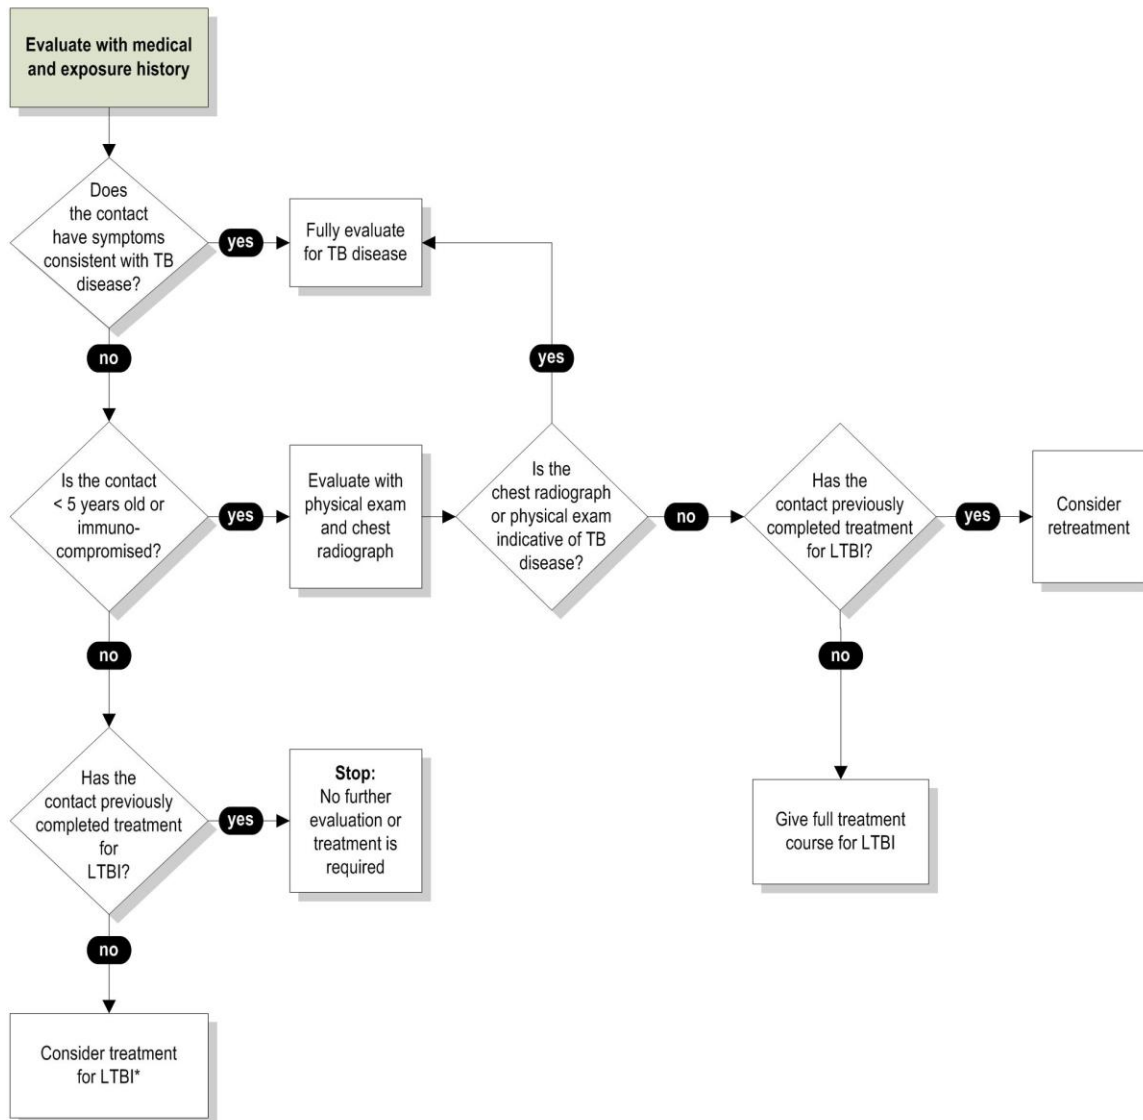 Evaluate with medical
and exposure history
Does
the contact
have symptoms
consistent with TB
disease?
yes
Fully evaluate
for TB disease
no
yes
Is the contact
< 5 years old or
immuno-
compromised?
yes
Evaluate with
physical exam
and chest
radiograph
Is the
chest radiograph
or physical exam
indicative of TB
disease?
no
Has the
contact previously
completed treatment
for LTBI?
yes
Consider
retreatment
no
no
Has the
contact previously
completed treatment
for
LTBI?
yes
Stop:
No further
evaluation or
treatment is
required
Give full treatment
course for LTBI
no
Consider treatment
for LTBI*